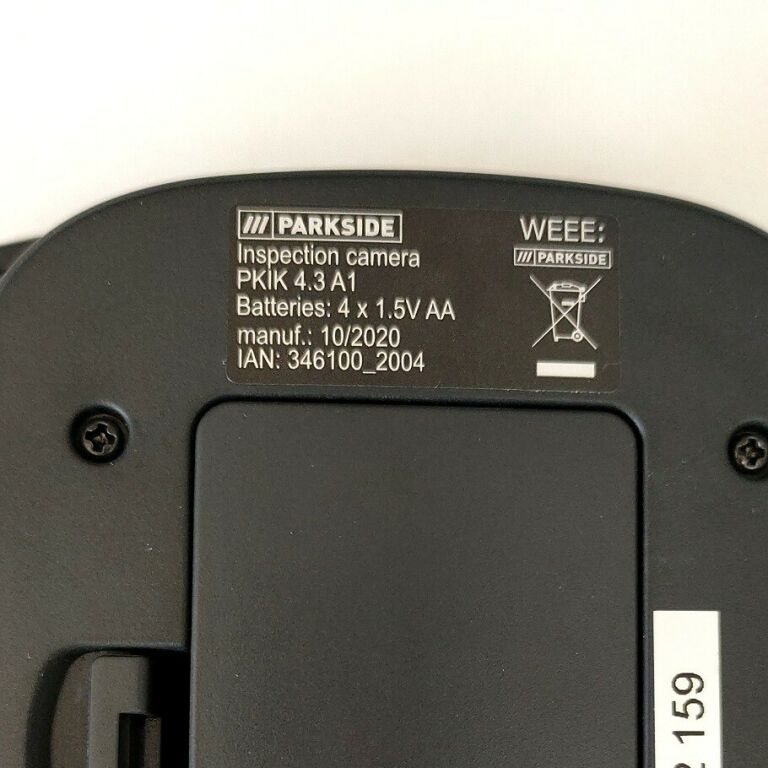 /// PARKSIDE
Inspection camera
PKIK 4.3 A1
Batteries: 4 x 1.5V AA
manuf.: 10/2020
IAN: 346100_2004
WEEE:
/// PARKSIDE
159